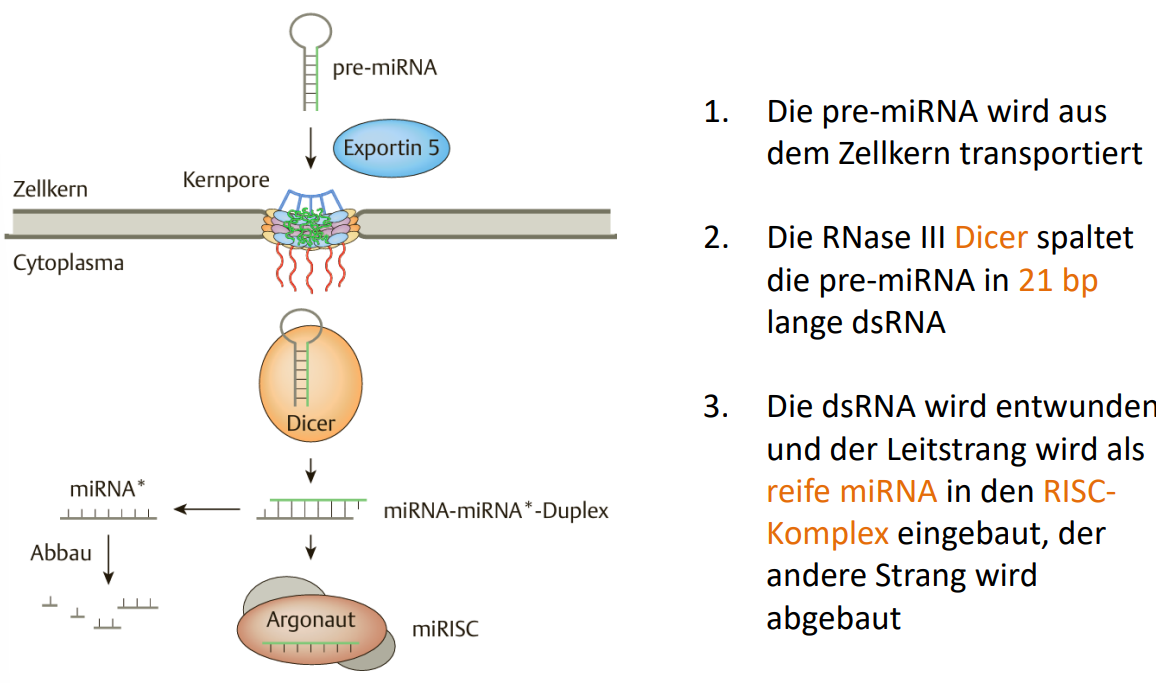 pre-miRNA
Exportin 5
Kernpore
Zellkern
Cytoplasma
Dicer
miRNA*
miRNA-miRNA*-Duplex
Abbau
Argonaut
miRISC
1. Die pre-miRNA wird aus
dem Zellkern transportiert
2. Die RNase III Dicer spaltet
die pre-miRNA in 21 bp
lange dsRNA
3. Die dsRNA wird entwunden
und der Leitstrang wird als
reife miRNA in den RISC-
Komplex eingebaut, der
andere Strang wird
abgebaut